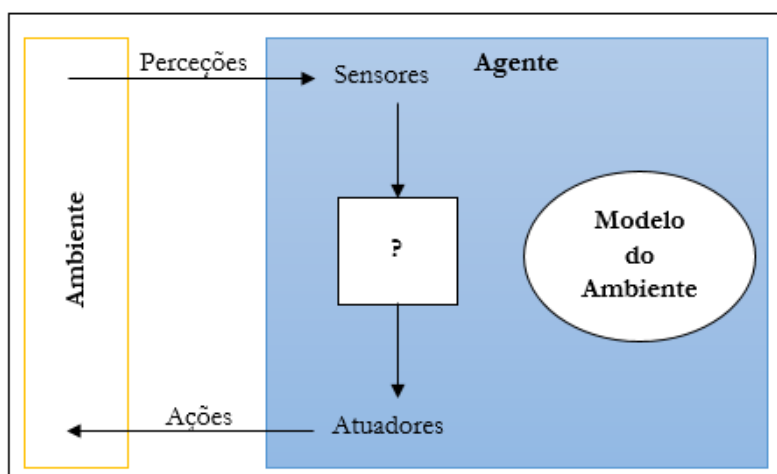 Perceções
Sensores
Agente
Ambiente
?
Modelo
do
Ambiente
Ações
Atuadores